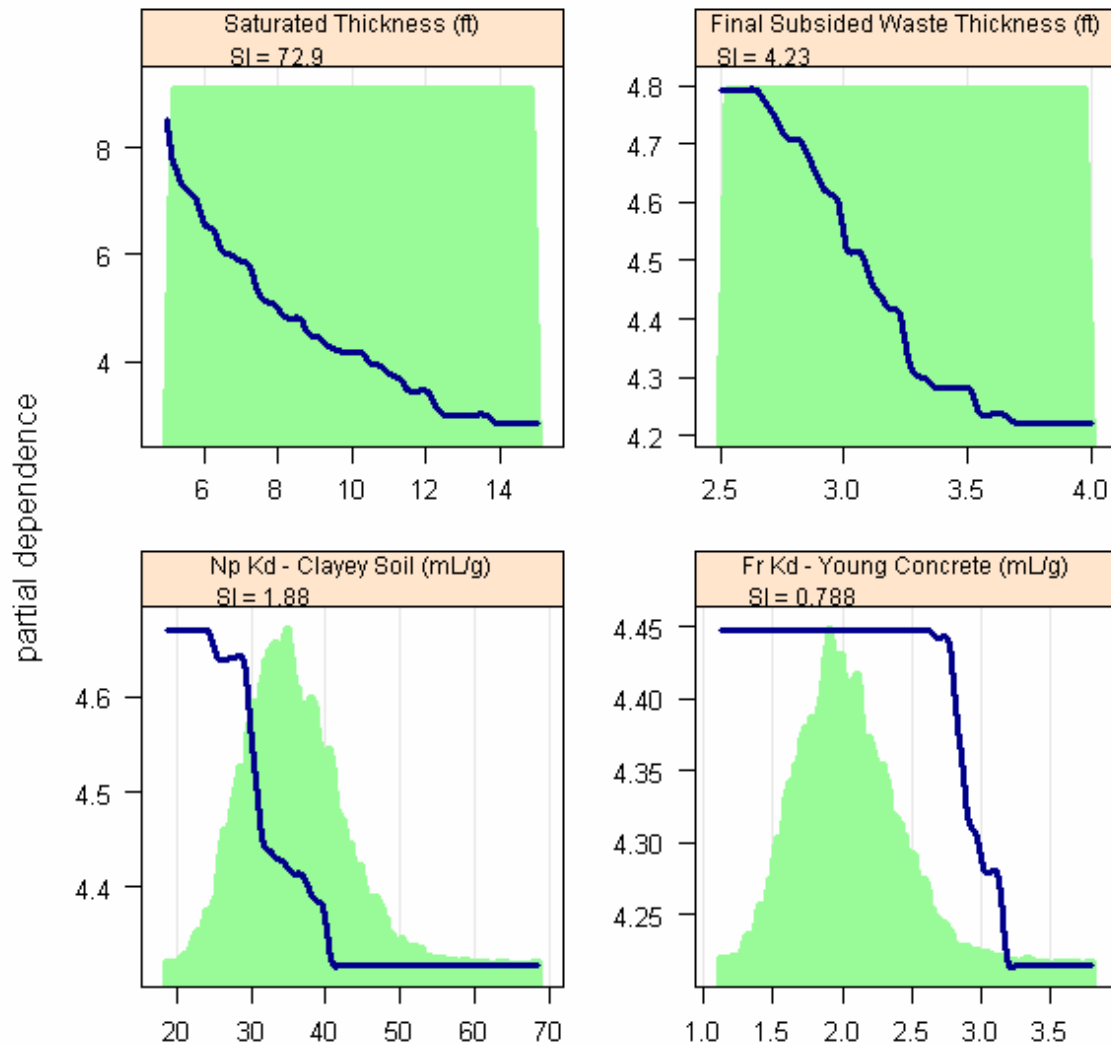 partial dependence
Saturated Thickness (ft)
SI = 72.9
8
6
4
6 8 10 12 14
Final Subsided Waste Thickness (ft)
SI = 4.23
4.8
4.7
4.6
4.5
4.4
4.3
4.2
2.5 3.0 3.5 4.0
Np Kd - Clayey Soil (mL/g)
SI = 1.88
4.6
4.5
4.4
20 30 40 50 60 70
Fr Kd - Young Concrete (mL/g)
SI = 0.788
4.45
4.40
4.35
4.30
4.25
1.0 1.5 2.0 2.5 3.0 3.5